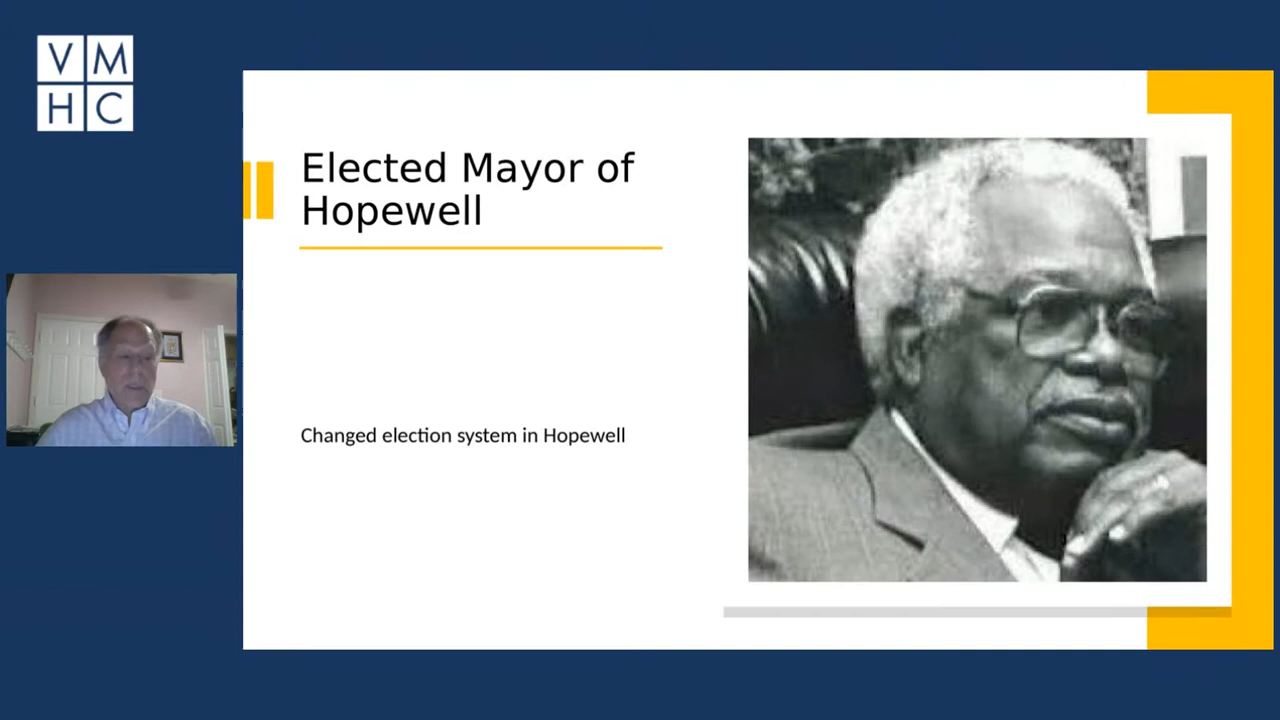 VM
HC
Elected Mayor of
Hopewell
Changed election system in Hopewell